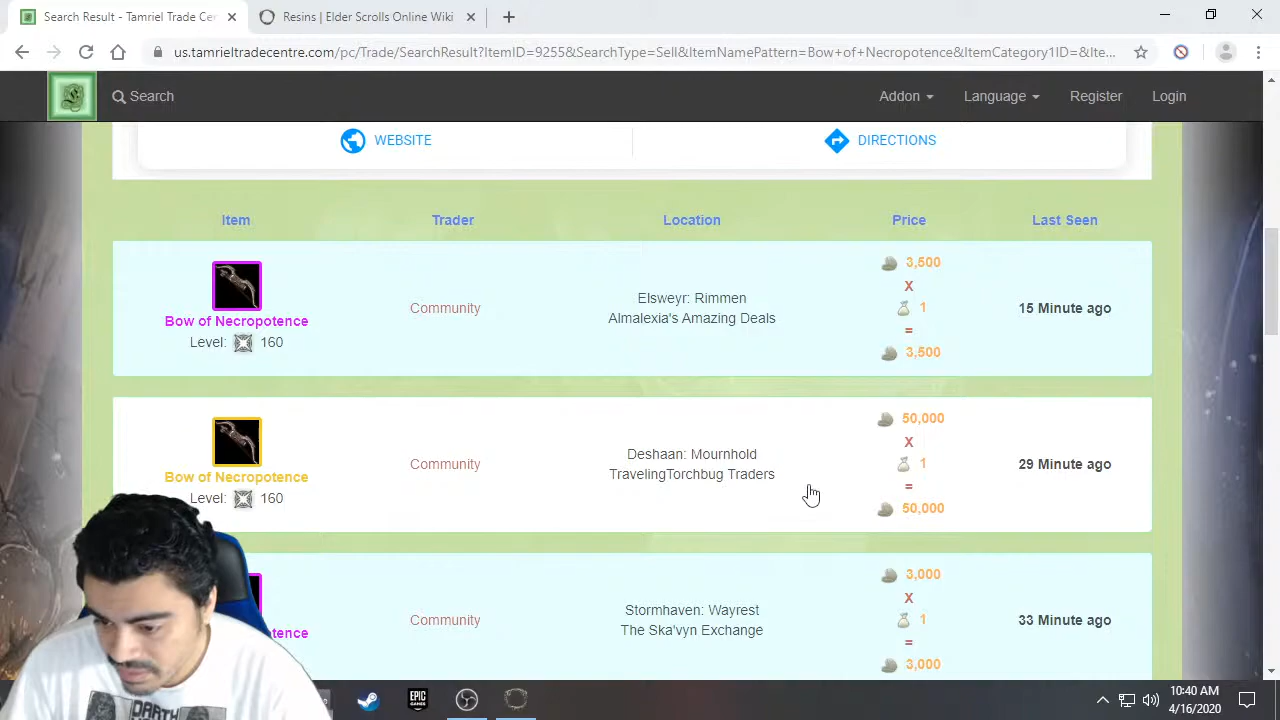 Search Result - Tamriel Trade Cer
Resins | Elder Scrolls Online Wiki
us.tamrieltradecentre.com/pc/Trade/SearchResult?ItemID=9255&SearchType=Sell&ItemNamePattern=Bow+of+Necropotence&ItemCategory1ID=&Ite...
Search
Addon
Language
Register
Login
WEBSITE
DIRECTIONS
Item
Trader
Location
Price
Last Seen
Bow of Necropotence
Level: 160
Community
Elsweyr: Rimmen
Almalexia's Amazing Deals
3,500
X
1
=
3,500
15 Minute ago
Bow of Necropotence
Level: 160
Community
Deshaan: Mournhold
TravelingTorchbug Traders
50,000
X
1
=
50,000
29 Minute ago
tence
Community
Stormhaven: Wayrest
The Ska'vyn Exchange
3,000
X
1
=
3,000
33 Minute ago
DARTH
EPIC
GAMES
10:40 AM
4/16/2020